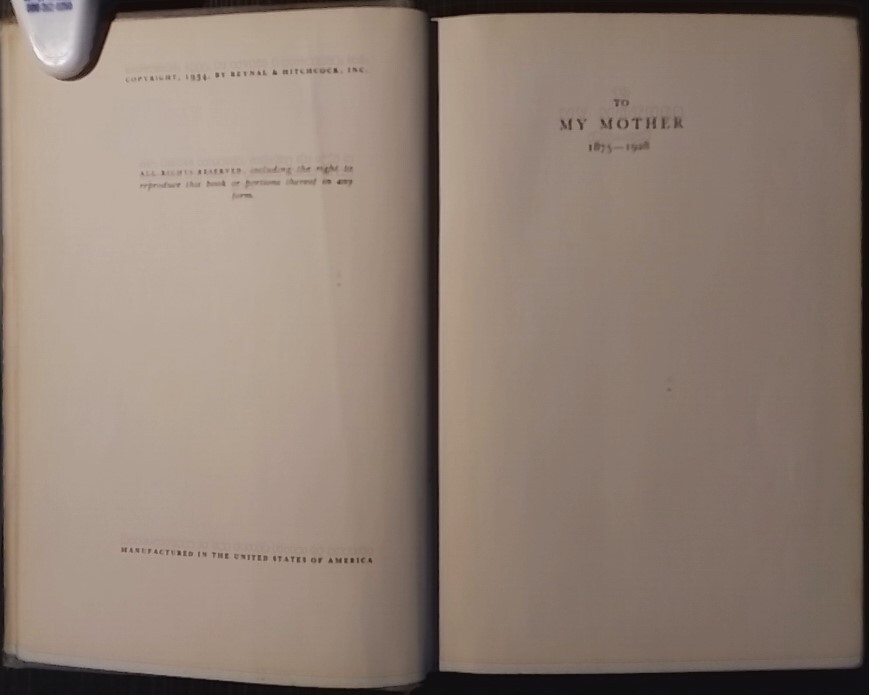 COPYRIGHT, 1934, BY REYNAL & HITCHCOCK, INC.
ALL RIGHTS RESERVED, including the right to
reproduce this book or portions thereof in any
form.
MANUFACTURED IN THE UNITED STATES OF AMERICA
TO
MY MOTHER
1875—1928